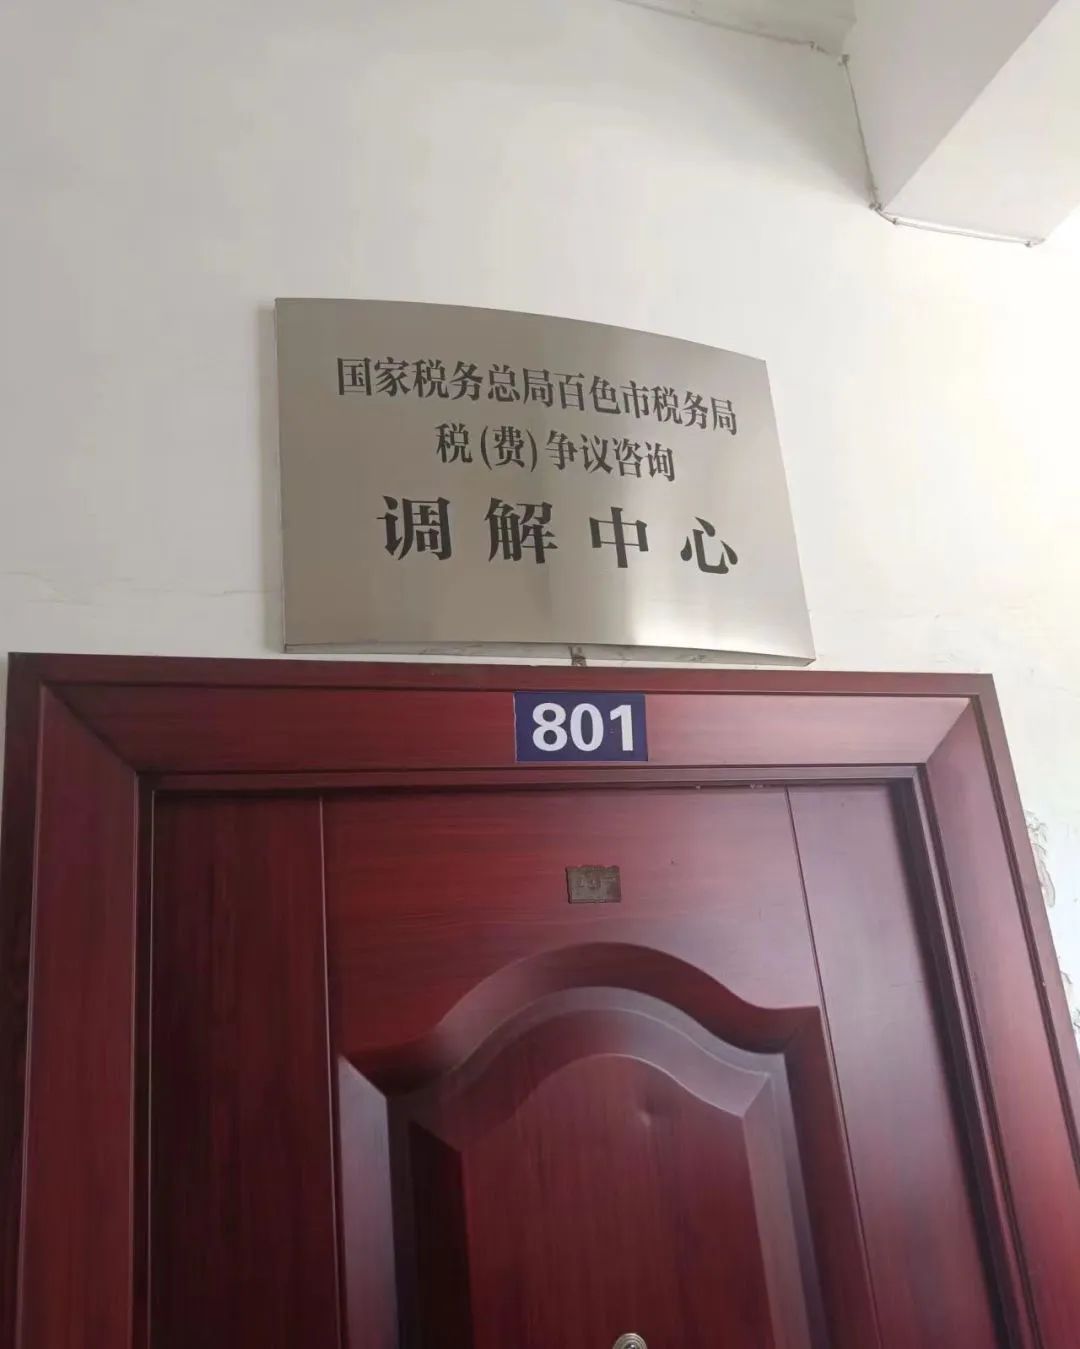 国家税务总局百色市税务局
税(费)争议咨询
调解中心
801